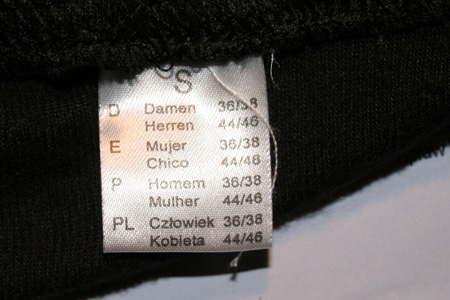 S
D Damen 36/38
Herren 44/46
E Mujer 36/38
Chico 44/46
P Homem 36/38
Mulher 44/46
PL Człowiek 36/38
Kobieta 44/46